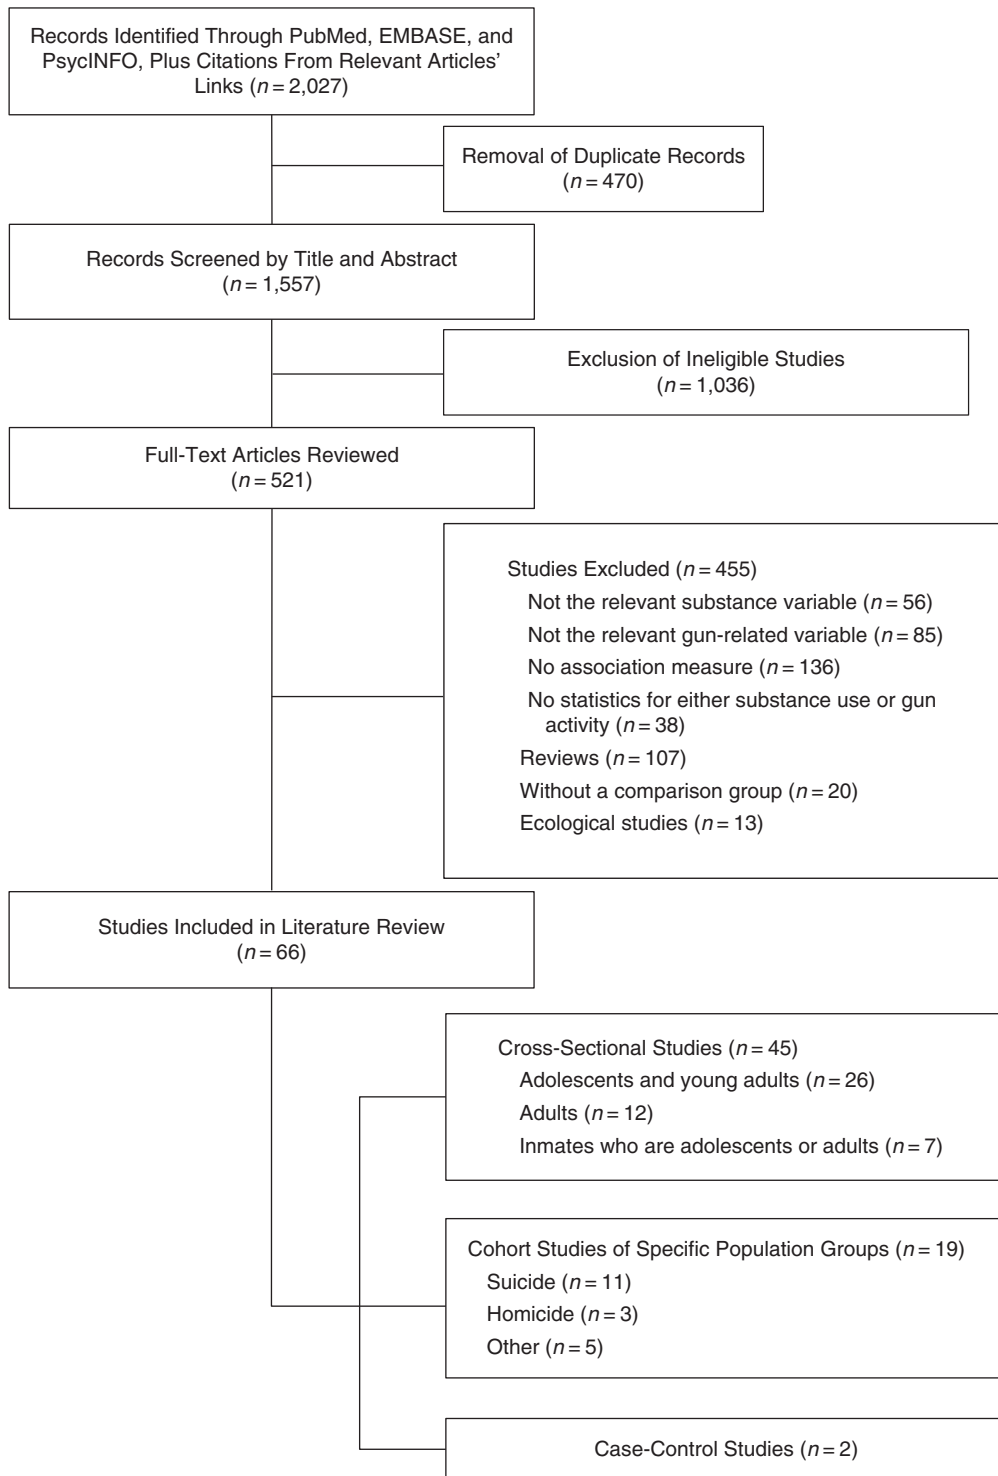 Records Identified Through PubMed, EMBASE, and
PsycINFO, Plus Citations From Relevant Articles’
Links (n = 2,027)
Removal of Duplicate Records
(n = 470)
Records Screened by Title and Abstract
(n = 1,557)
Exclusion of Ineligible Studies
(n = 1,036)
Full-Text Articles Reviewed
(n = 521)
Studies Excluded (n = 455)
Not the relevant substance variable (n = 56)
Not the relevant gun-related variable (n = 85)
No association measure (n = 136)
No statistics for either substance use or gun
activity (n = 38)
Reviews (n = 107)
Without a comparison group (n = 20)
Ecological studies (n = 13)
Studies Included in Literature Review
(n = 66)
Cross-Sectional Studies (n = 45)
Adolescents and young adults (n = 26)
Adults (n = 12)
Inmates who are adolescents or adults (n = 7)
Cohort Studies of Specific Population Groups (n = 19)
Suicide (n = 11)
Homicide (n = 3)
Other (n = 5)
Case-Control Studies (n = 2)